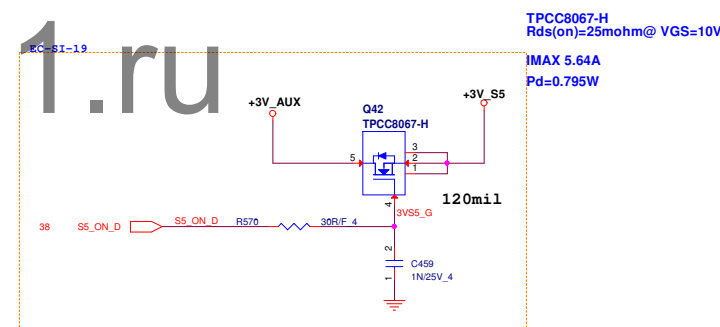 TPCC8067-H
Rds(on)=25mohm@ VGS=10V
EC-SI-19
1.ru
IMAX 5.64A
Pd=0.795W
+3V_AUX
+3V_S5
Q42
TPCC8067-H
5
3
2
1
4
120mil
3VS5_G
38 S5_ON_D S5_ON_D R570 30R/F_4
2
C459
1N/25V_4
1